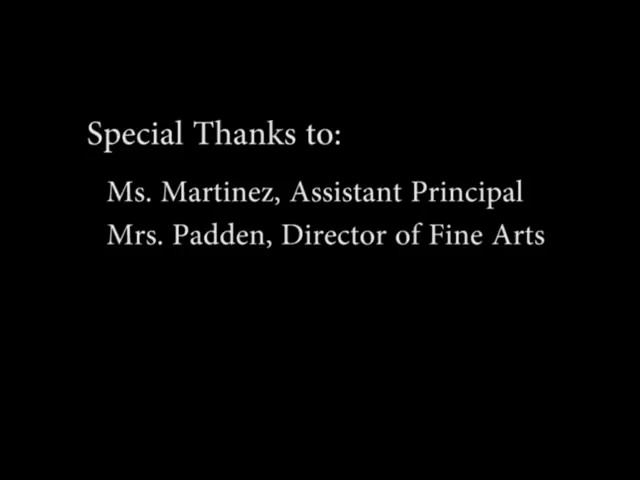 Special Thanks to:
Ms. Martinez, Assistant Principal
Mrs. Padden, Director of Fine Arts